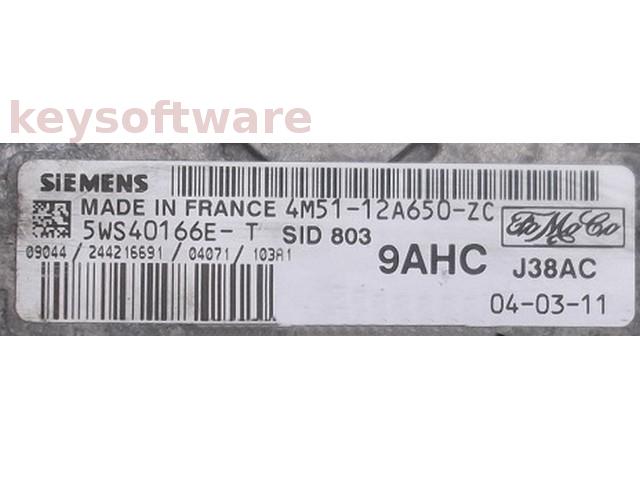 keysoftware
SIEMENS
MADE IN FRANCE 4M51-12A650-ZC
5WS40166E- T SID 803
FoMoCo
09044 / 244216691 / 04071 / 103A1
9AHC J38AC
04-03-11